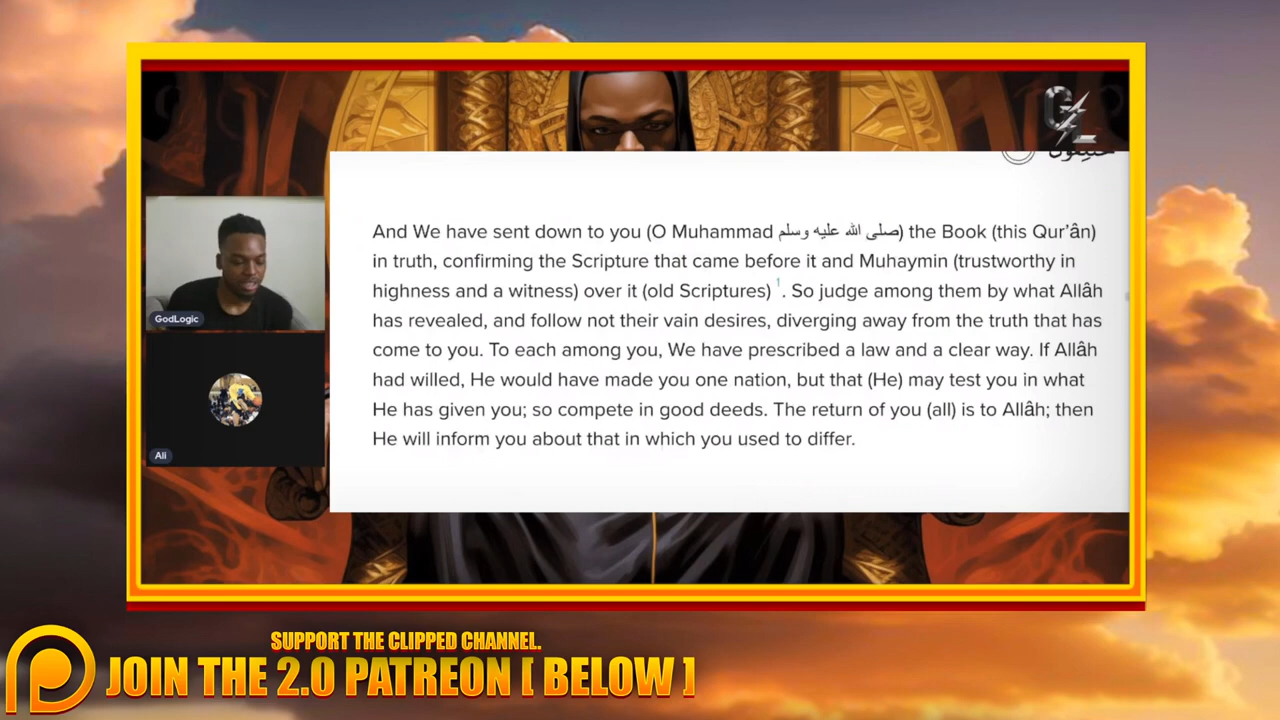 GL
GodLogic
Ali
And We have sent down to you (O Muhammad صلى الله عليه وسلم) the Book (this Qur’ân)
in truth, confirming the Scripture that came before it and Muhaymin (trustworthy in
highness and a witness) over it (old Scriptures) 1. So judge among them by what Allâh
has revealed, and follow not their vain desires, diverging away from the truth that has
come to you. To each among you, We have prescribed a law and a clear way. If Allâh
had willed, He would have made you one nation, but that (He) may test you in what
He has given you; so compete in good deeds. The return of you (all) is to Allâh; then
He will inform you about that in which you used to differ.
SUPPORT THE CLIPPED CHANNEL.
JOIN THE 2.0 PATREON [ BELOW ]